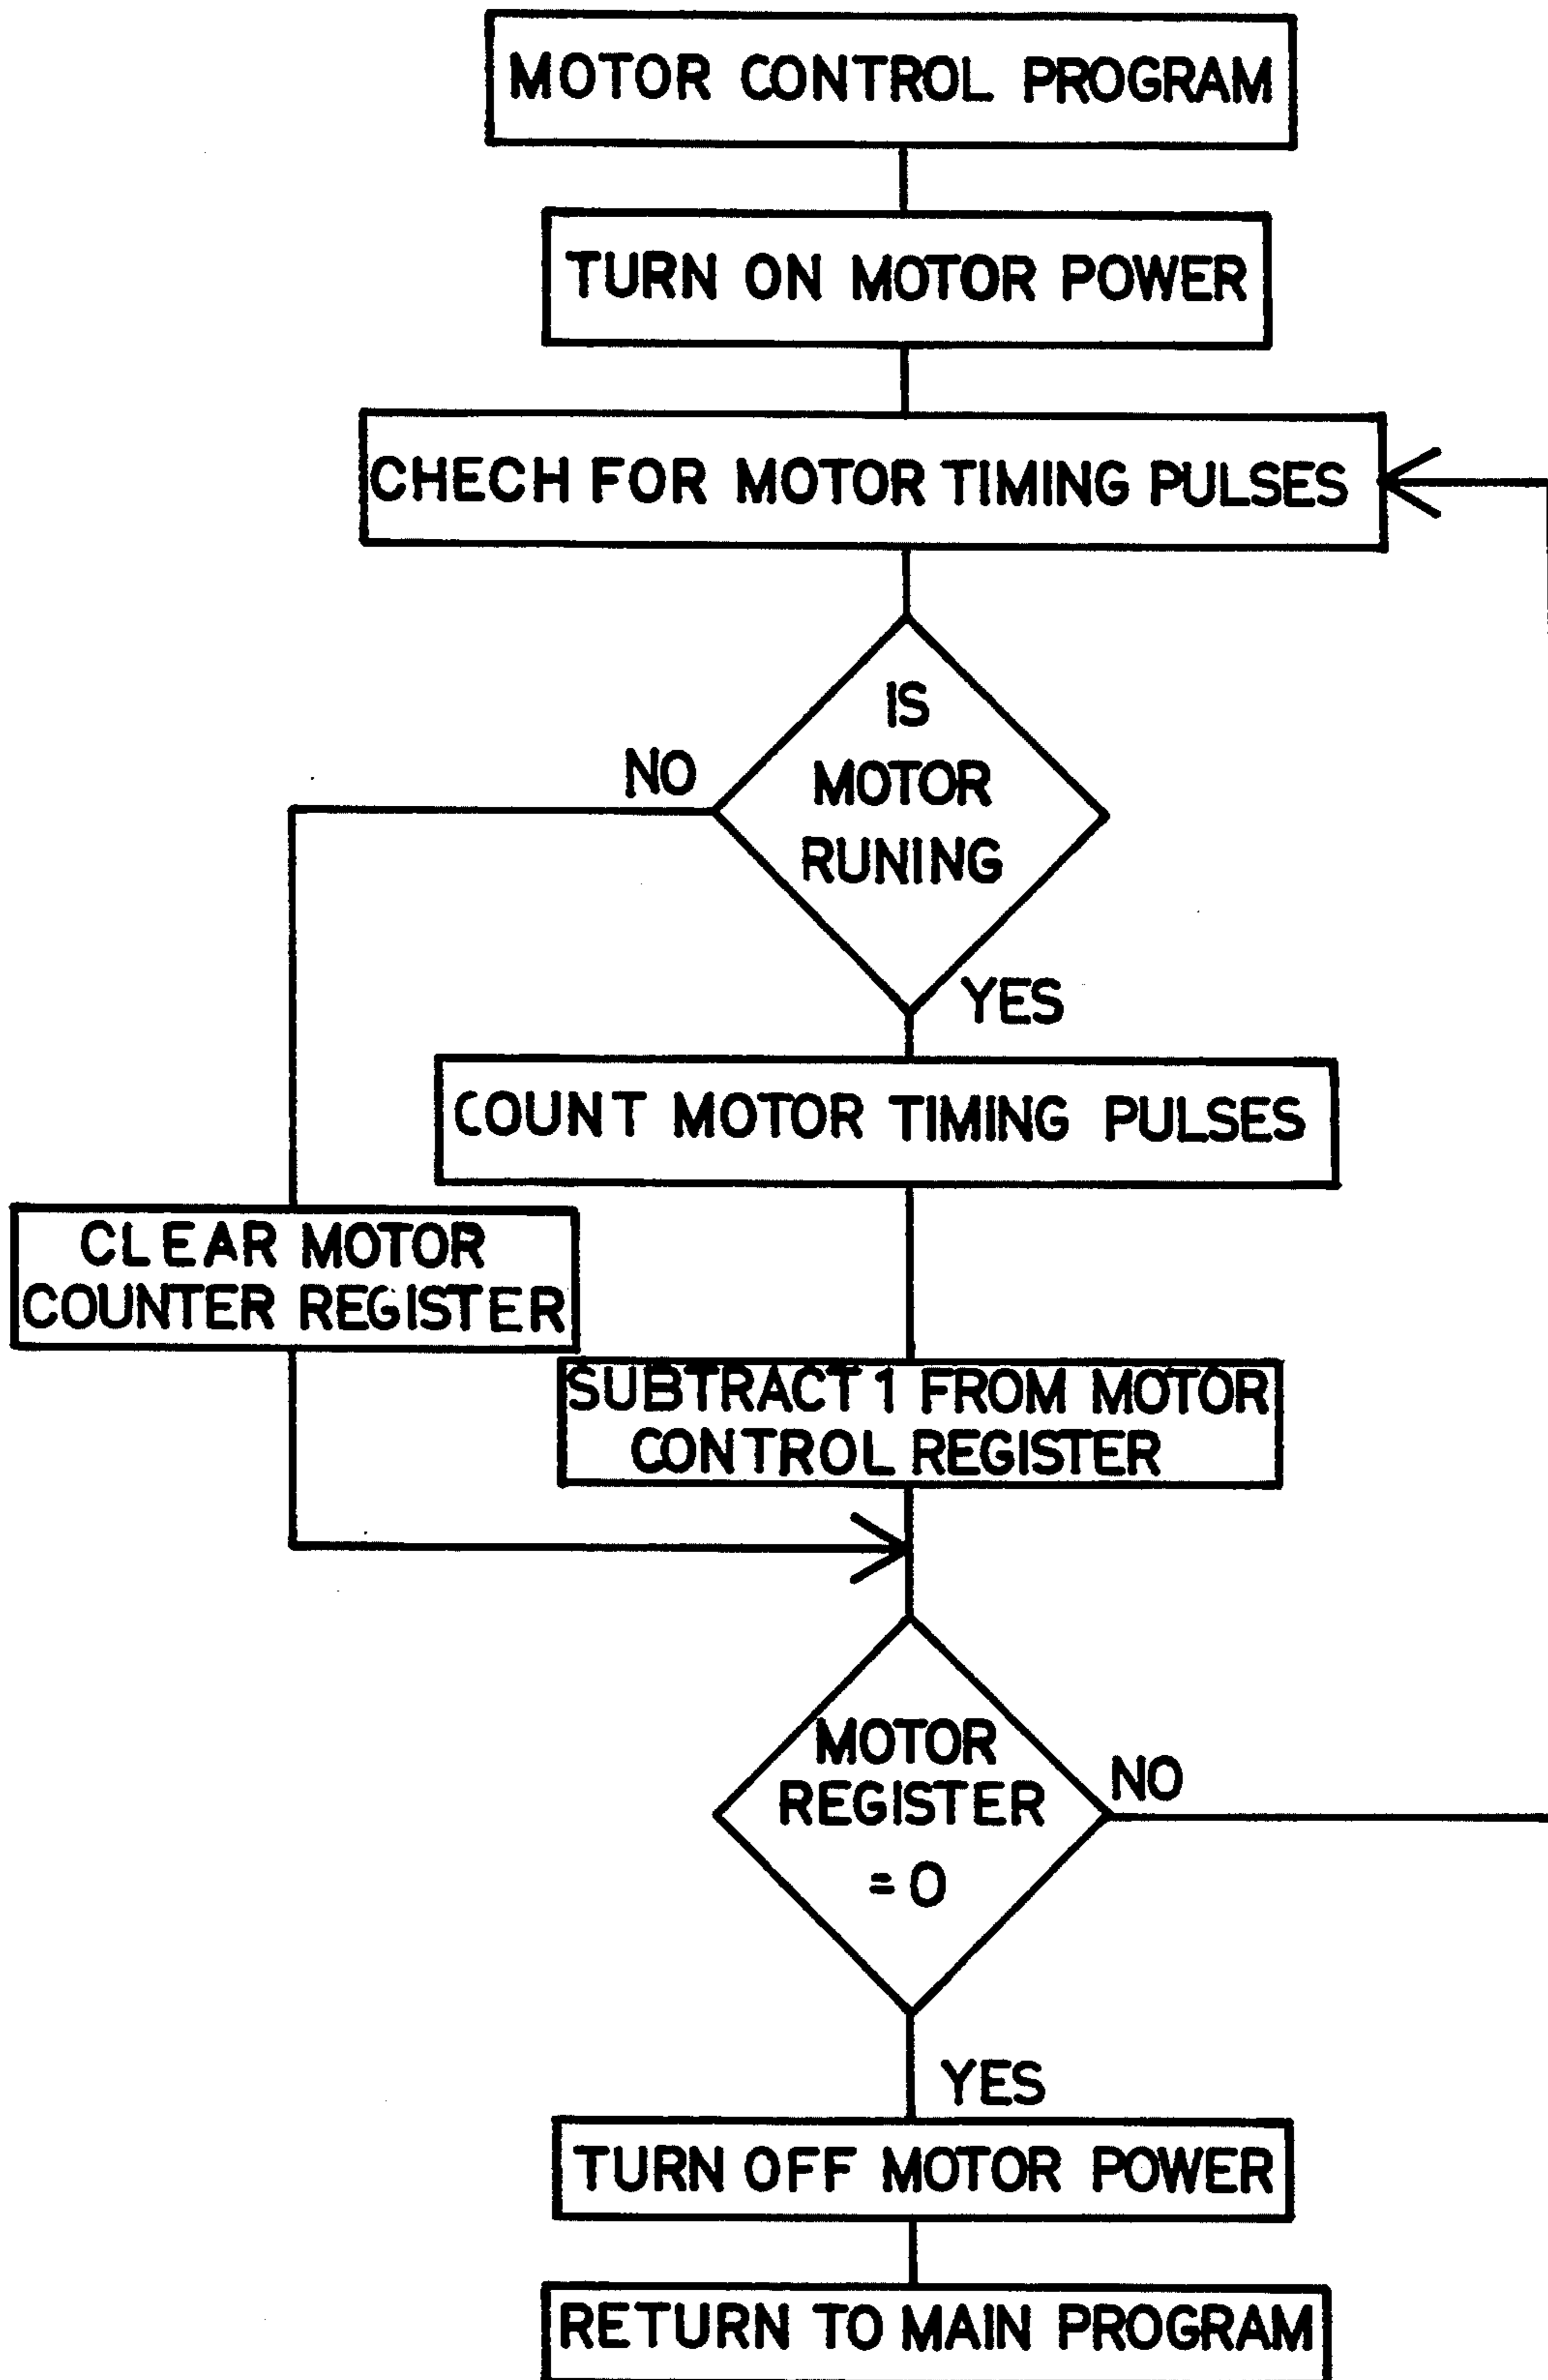 MOTOR CONTROL PROGRAM
TURN ON MOTOR POWER
CHECH FOR MOTOR TIMING PULSES
IS
MOTOR
RUNING
NO
YES
COUNT MOTOR TIMING PULSES
CLEAR MOTOR
COUNTER REGISTER
SUBTRACT 1 FROM MOTOR
CONTROL REGISTER
MOTOR
REGISTER
= 0
NO
YES
TURN OFF MOTOR POWER
RETURN TO MAIN PROGRAM